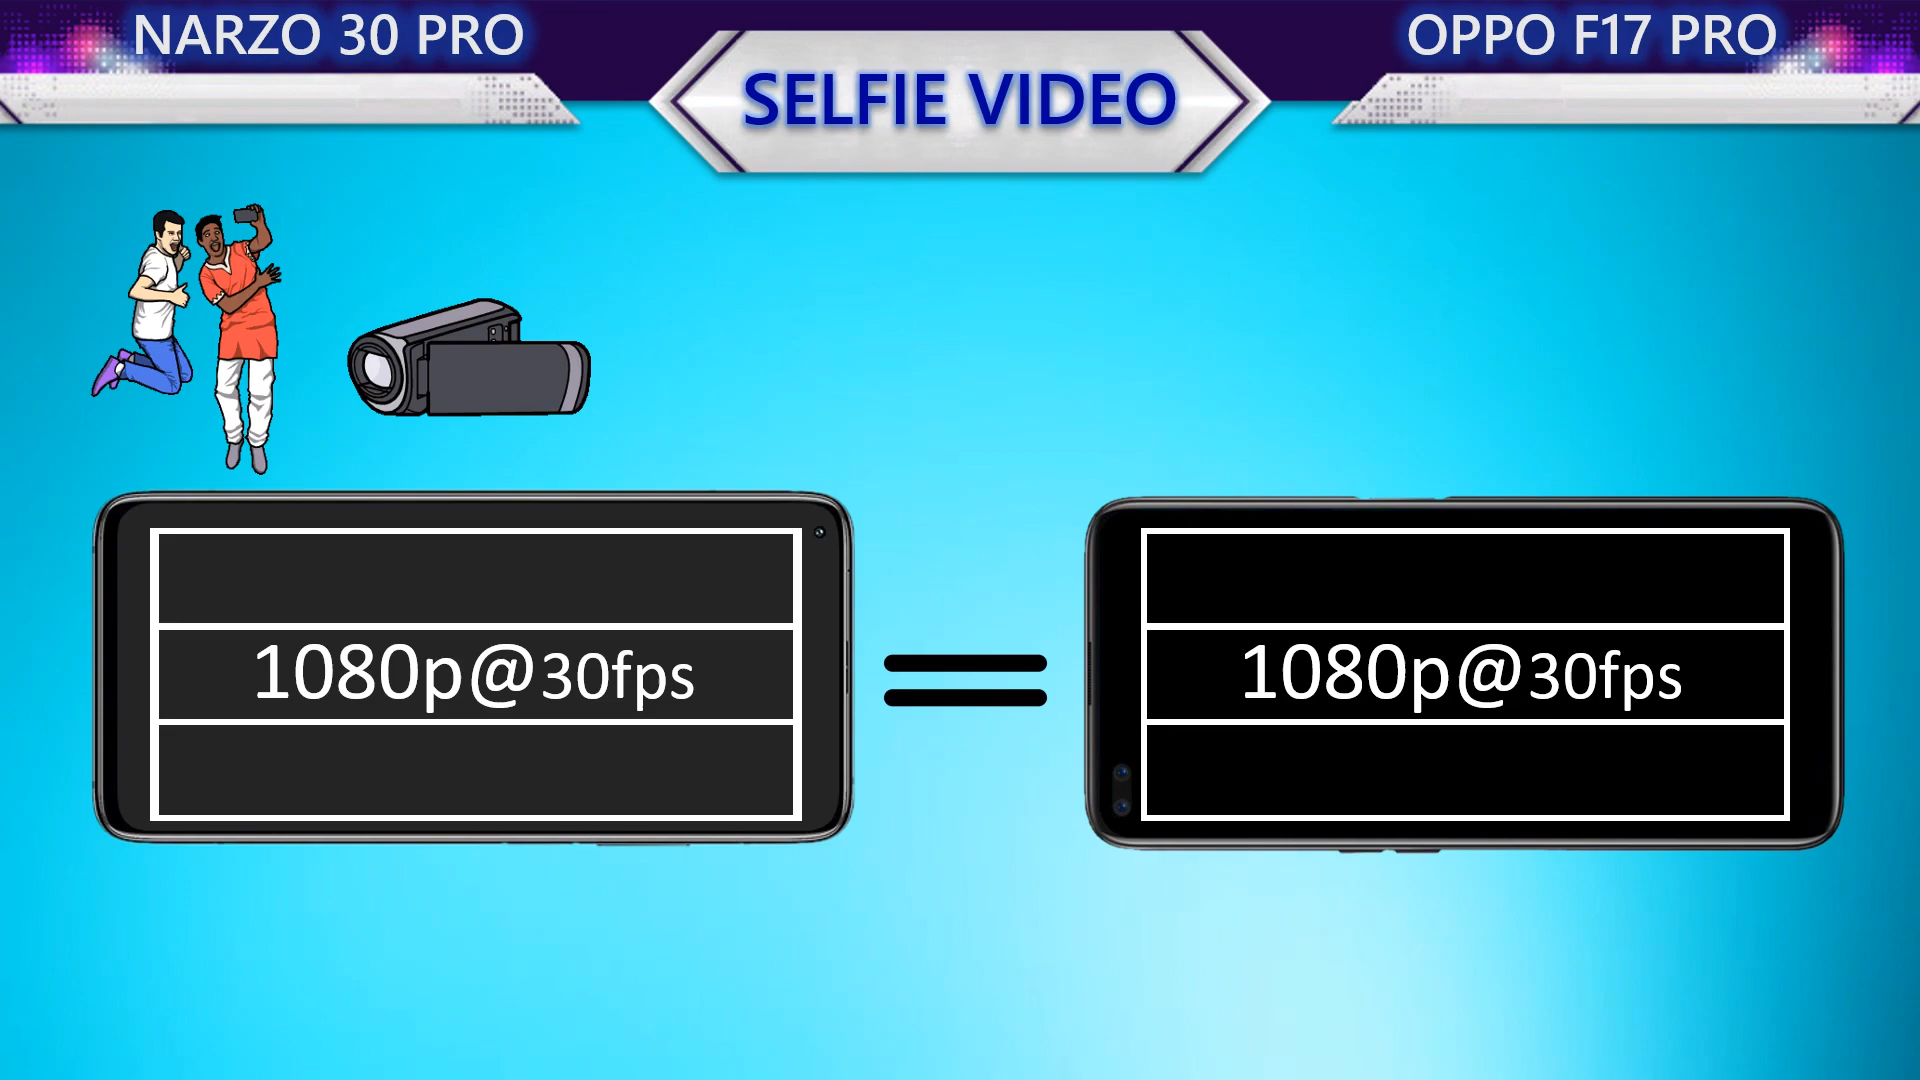 NARZO 30 PRO
OPPO F17 PRO
SELFIE VIDEO
1080p@30fps
1080p@30fps